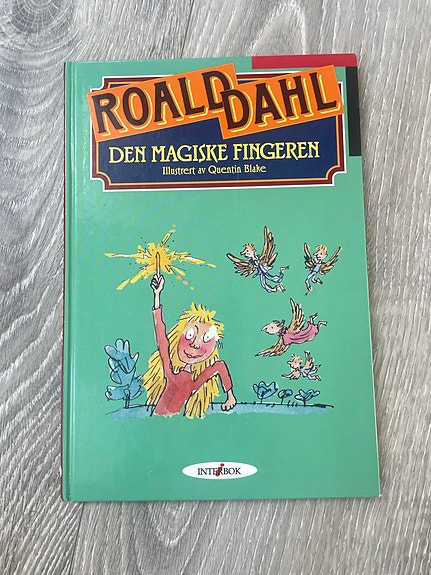 ROALD DAHL
DEN MAGISKE FINGEREN
Illustrert av Quentin Blake
INTERBOK